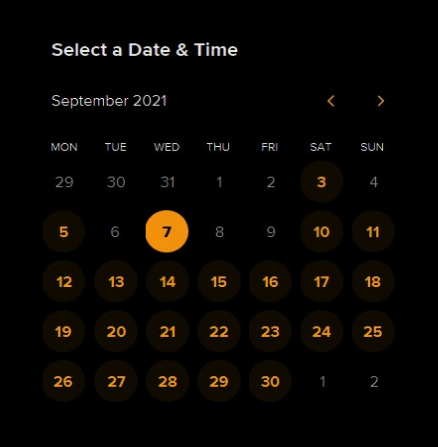 Select a Date & Time
September 2021
MON TUE WED THU FRI SAT SUN
29 30 31 1 2 3 4
5 6 7 8 9 10 11
12 13 14 15 16 17 18
19 20 21 22 23 24 25
26 27 28 29 30 1 2